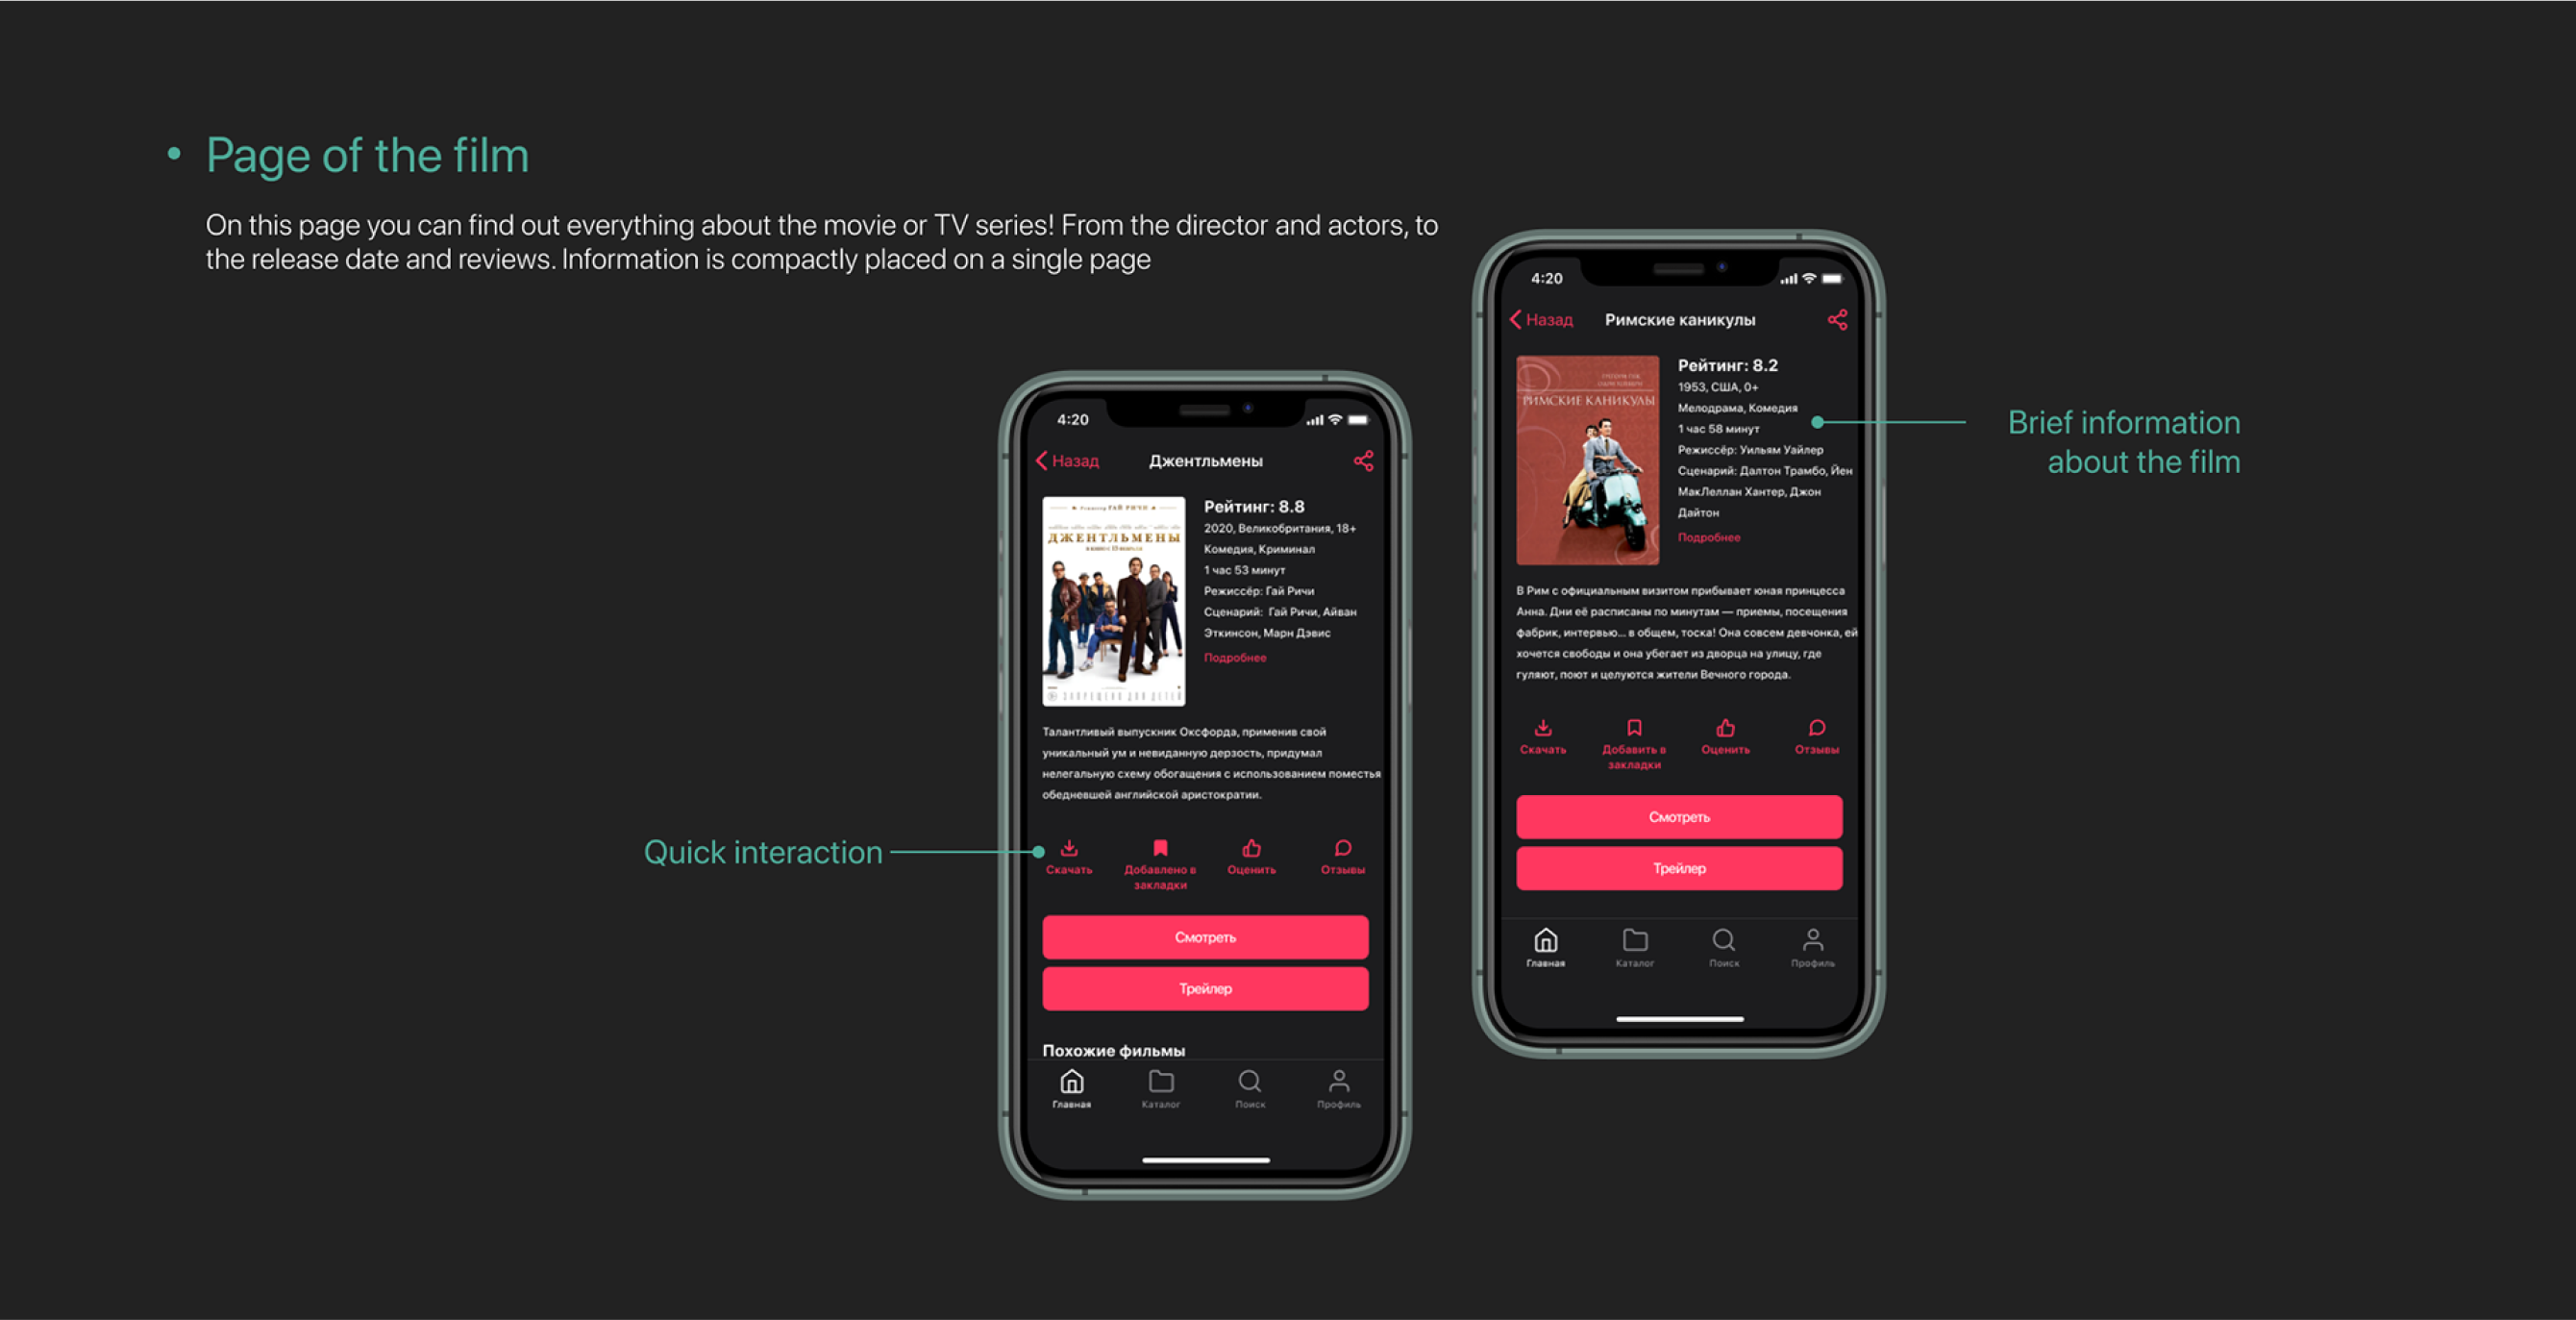 Page of the film
On this page you can find out everything about the movie or TV series! From the director and actors, to
the release date and reviews. Information is compactly placed on a single page
Quick interaction
4:20
Назад
Джентльмены
Режиссер ГАЙ РИЧИ
ДЖЕНТЛЬМЕНЫ
Рейтинг: 8.8
2020, Великобритания, 18+
Комедия, Криминал
1 час 53 минут
Режиссёр: Гай Ричи
Сценарий: Гай Ричи, Айван
Эткинсон, Марн Дэвис
Подробнее
Талантливый выпускник Оксфорда, применив свой
уникальный ум и невиданную дерзость, придумал
нелегальную схему обогащения с использованием поместья
обедневшей английской аристократии.
Скачать
Добавлено в
закладки
Оценить
Отзывы
Смотреть
Трейлер
Похожие фильмы
Главная
Каталог
Поиск
Профиль
4:20
Назад
Римские каникулы
РИМСКИЕ КАНИКУЛЫ
Рейтинг: 8.2
1953, США, 0+
Мелодрама, Комедия
1 час 58 минут
Режиссёр: Уильям Уайлер
Сценарий: Далтон Трамбо, Йен
МакЛеллан Хантер, Джон
Дайтон
Подробнее
В Рим с официальным визитом прибывает юная принцесса
Анна. Дни её расписаны по минутам — приемы, посещения
фабрик, интервью... в общем, тоска! Она совсем девчонка, ей
хочется свободы и она убегает из дворца на улицу, где
гуляют, поют и целуются жители Вечного города.
Скачать
Добавить в
закладки
Оценить
Отзывы
Смотреть
Трейлер
Главная
Каталог
Поиск
Профиль
Brief information
about the film